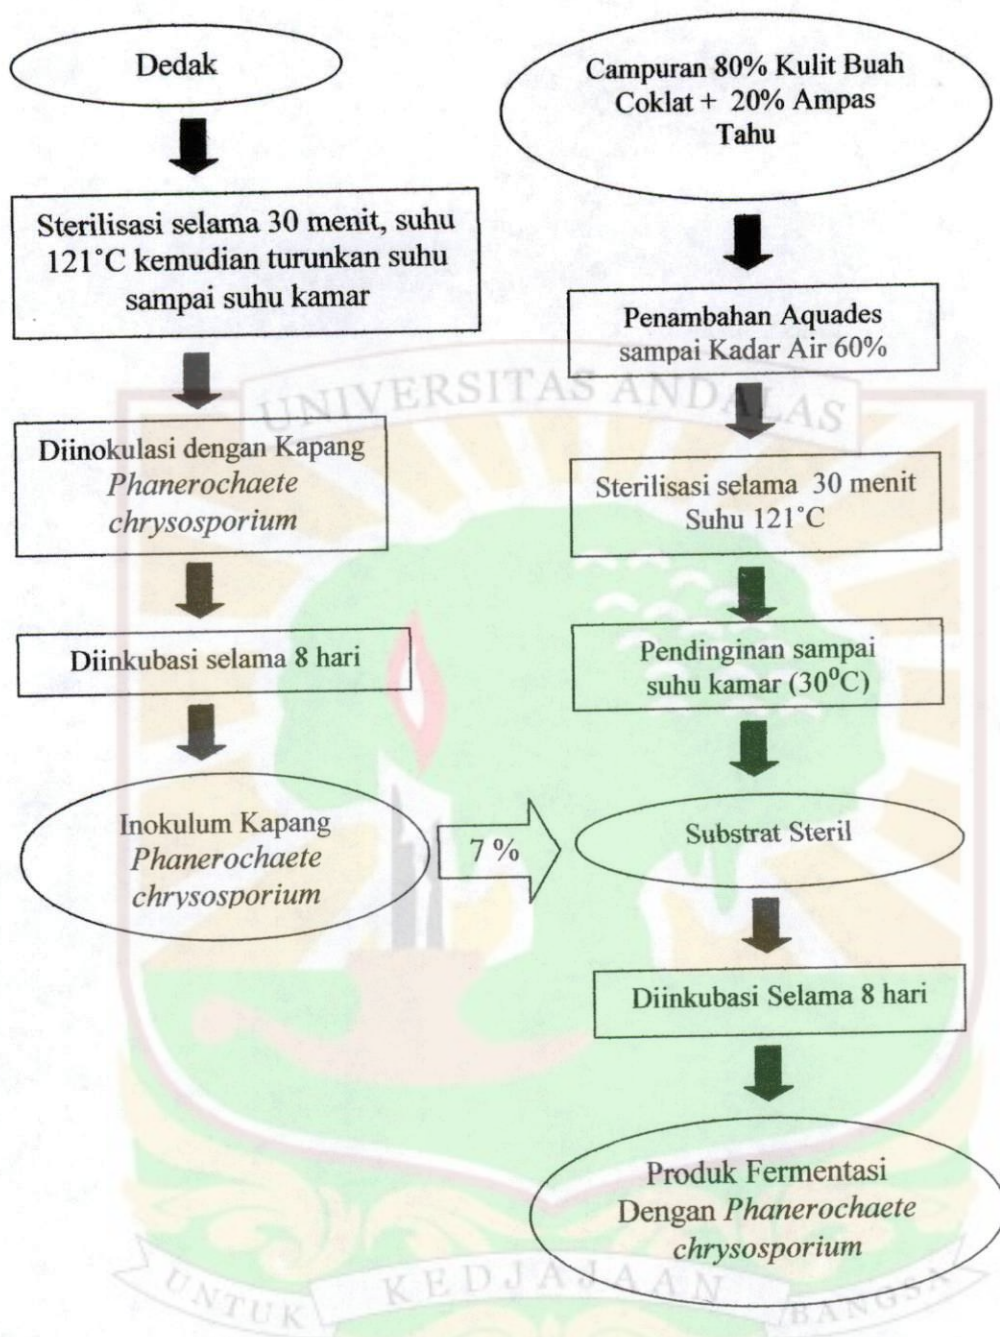 Dedak
Sterilisasi selama 30 menit, suhu
121°C kemudian turunkan suhu
sampai suhu kamar
Diinokulasi dengan Kapang
Phanerochaete
chrysosporium
Diinkubasi selama 8 hari
Inokulum Kapang
Phanerochaete
chrysosporium
7 %
Campuran 80% Kulit Buah
Coklat + 20% Ampas
Tahu
Penambahan Aquades
sampai Kadar Air 60%
Sterilisasi selama 30 menit
Suhu 121°C
Pendinginan sampai
suhu kamar (30⁰C)
Substrat Steril
Diinkubasi Selama 8 hari
Produk Fermentasi
Dengan Phanerochaete
chrysosporium
UNIVERSITAS ANDALAS
UNTUK KEDJAJAAN BANGSA